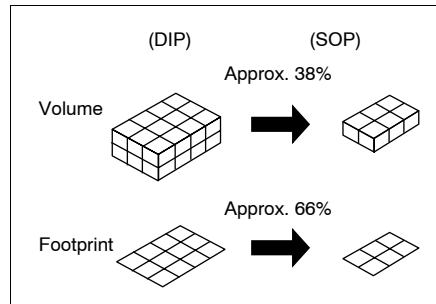 (DIP) (SOP)
Approx. 38%
Volume
Approx. 66%
Footprint